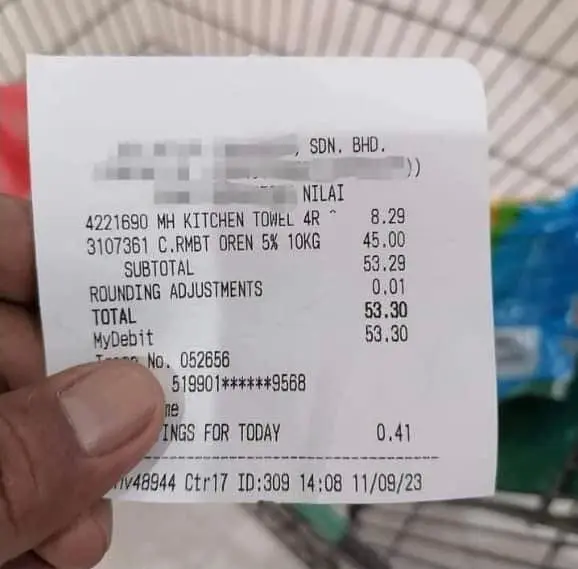 , SDN. BHD.
))
NILAI
4221690 MH KITCHEN TOWEL 4R ^ 8.29
3107361 C.RMBT OREN 5% 10KG 45.00
SUBTOTAL 53.29
ROUNDING ADJUSTMENTS 0.01
TOTAL 53.30
MyDebit 53.30
No. 052656
519901******9568
me
INGS FOR TODAY 0.41
nv48944 Ctr17 ID:309 14:08 11/09/23